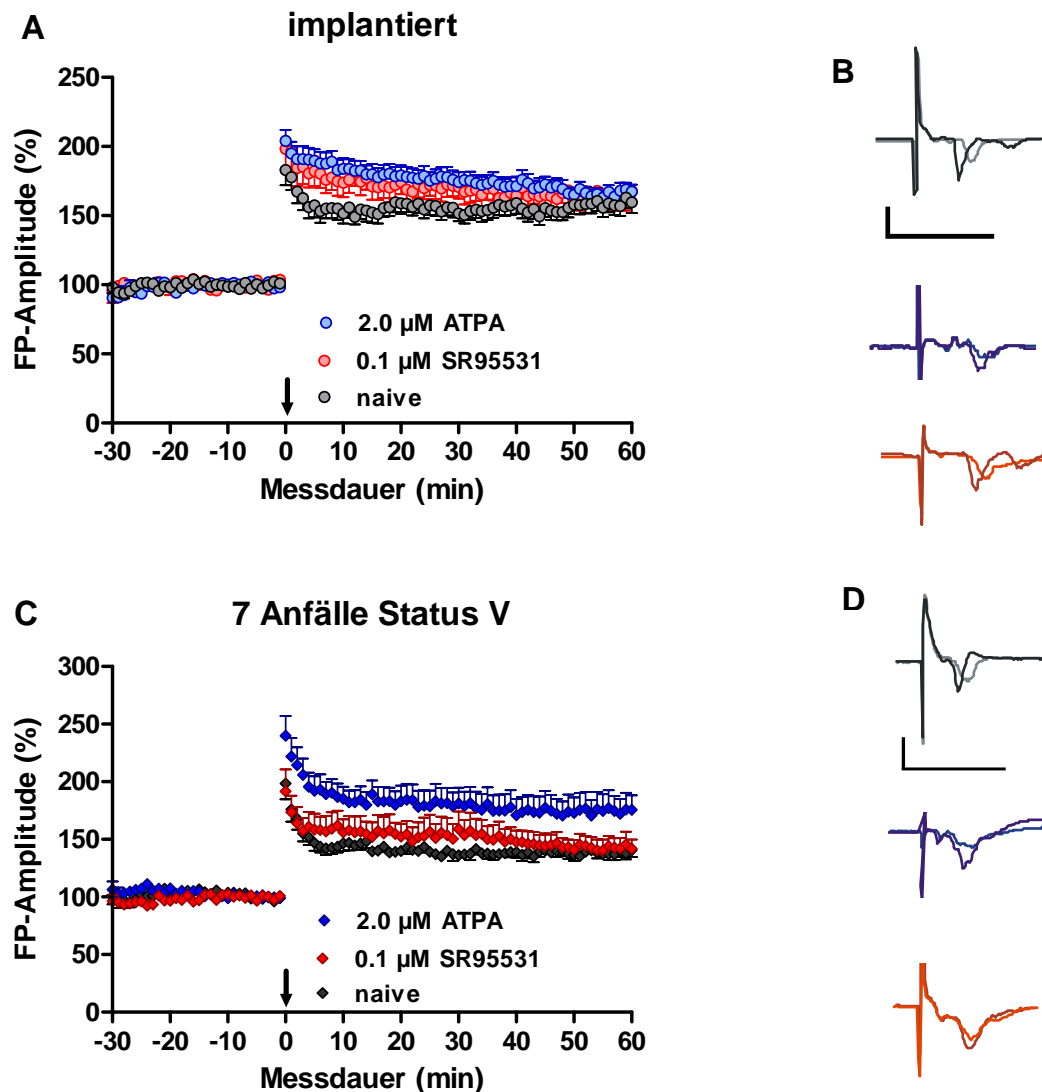 A
implantiert
B
FP-Amplitude (%)
250
200
150
100
50
0
2.0 µM ATPA
0.1 µM SR95531
naive
-30 -20 -10 0 10 20 30 40 50 60
Messdauer (min)
C
7 Anfälle Status V
D
FP-Amplitude (%)
300
250
200
150
100
50
0
2.0 µM ATPA
0.1 µM SR95531
naive
-30 -20 -10 0 10 20 30 40 50 60
Messdauer (min)